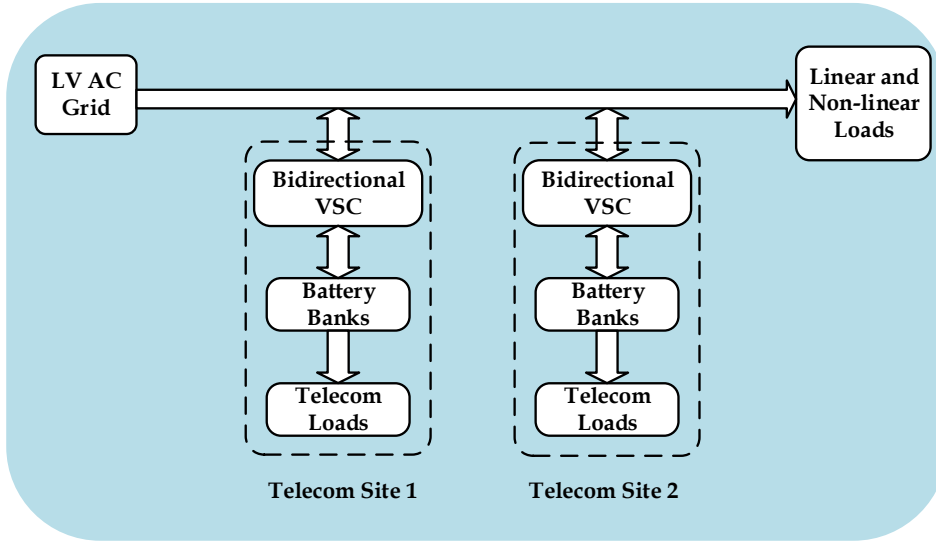 LV AC
Grid
Linear and
Non-linear
Loads
Bidirectional
VSC
Battery
Banks
Telecom
Loads
Telecom Site 1
Bidirectional
VSC
Battery
Banks
Telecom
Loads
Telecom Site 2